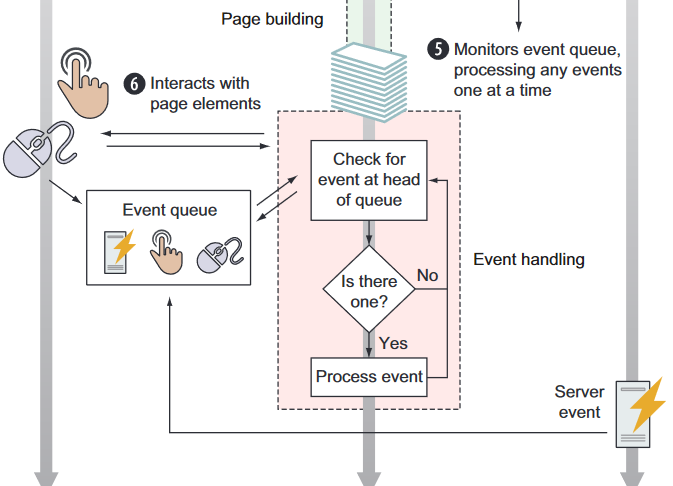 Page building
5 Monitors event queue,
processing any events
one at a time
6 Interacts with
page elements
Check for
event at head
of queue
Event queue
Event handling
Is there
one?
No
Yes
Process event
Server
event